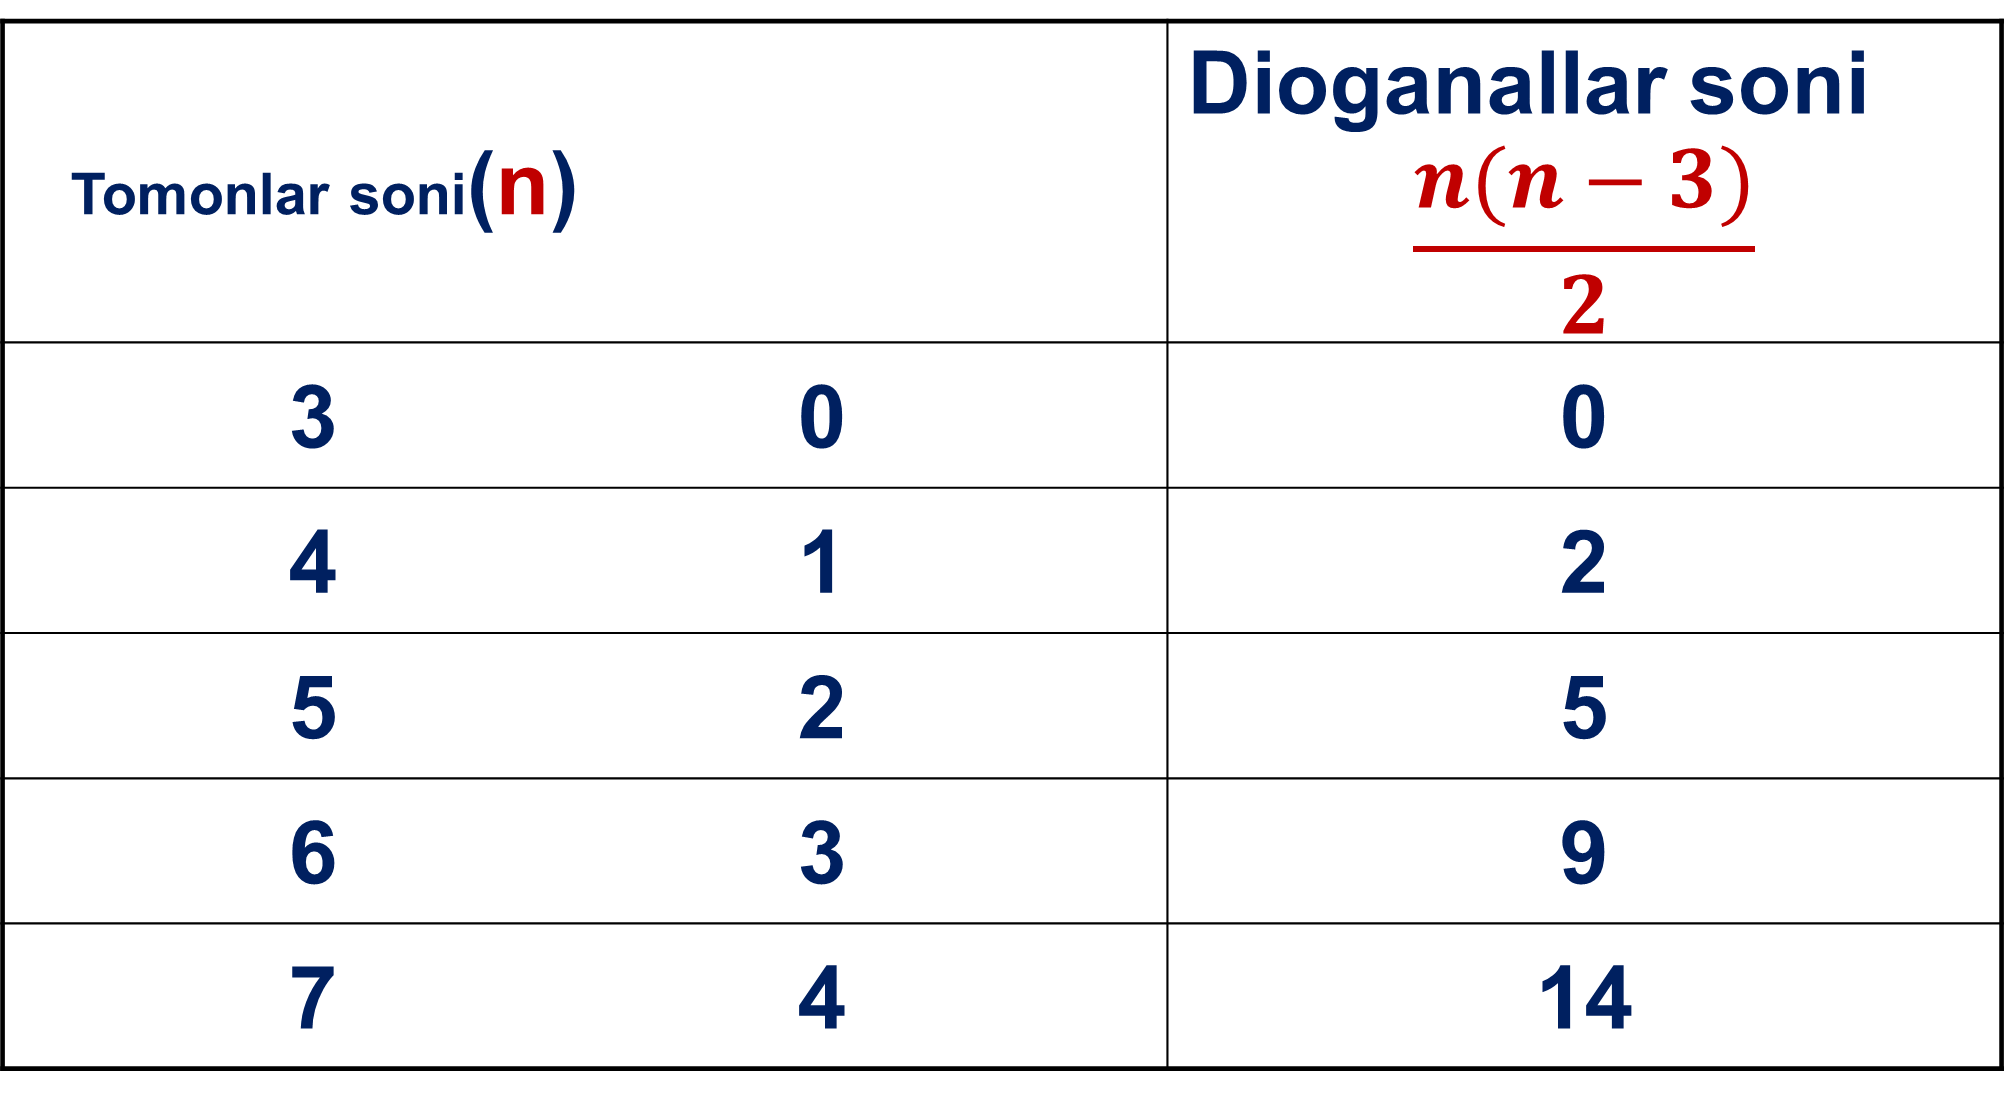 Tomonlar soni(n)
Dioganallar soni
n(n − 3)
2
3 0 0
4 1 2
5 2 5
6 3 9
7 4 14